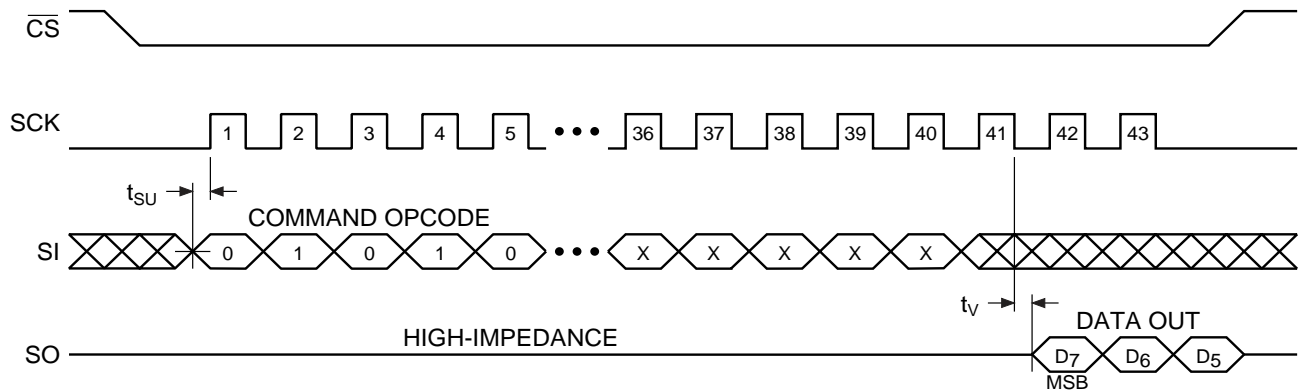 CS
SCK
1 2 3 4 5 ••• 36 37 38 39 40 41 42 43
tSU
COMMAND OPCODE
SI
0 1 0 1 0 ••• X X X X X
tV
HIGH-IMPEDANCE
DATA OUT
SO
D7 D6 D5
MSB